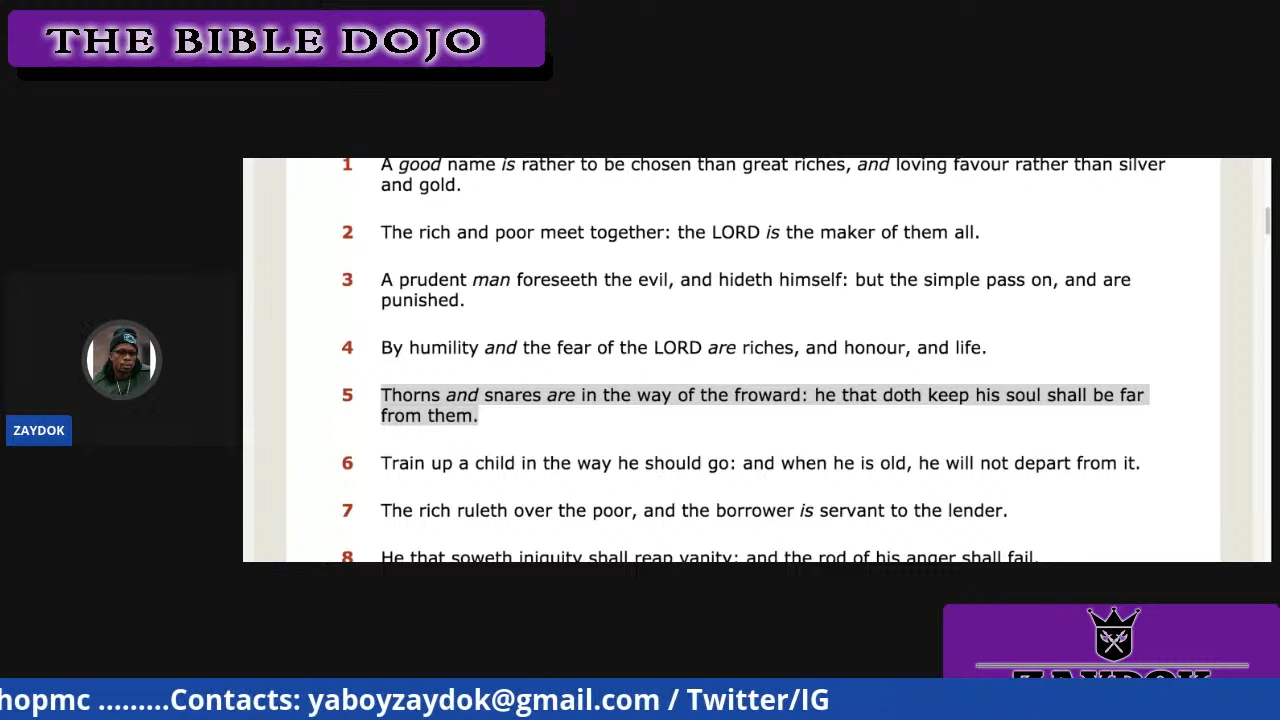 THE BIBLE DOJO
1 A good name is rather to be chosen than great riches, and loving favour rather than silver
and gold.
2 The rich and poor meet together: the LORD is the maker of them all.
3 A prudent man foreseeth the evil, and hideth himself: but the simple pass on, and are
punished.
4 By humility and the fear of the LORD are riches, and honour, and life.
5 Thorns and snares are in the way of the froward: he that doth keep his soul shall be far
from them.
6 Train up a child in the way he should go: and when he is old, he will not depart from it.
7 The rich ruleth over the poor, and the borrower is servant to the lender.
8 He that soweth iniquity shall reap vanity: and the rod of his anger shall fail.
ZAYDOK
ZAYDOK
hopmc .........Contacts: yaboyzaydok@gmail.com / Twitter/IG